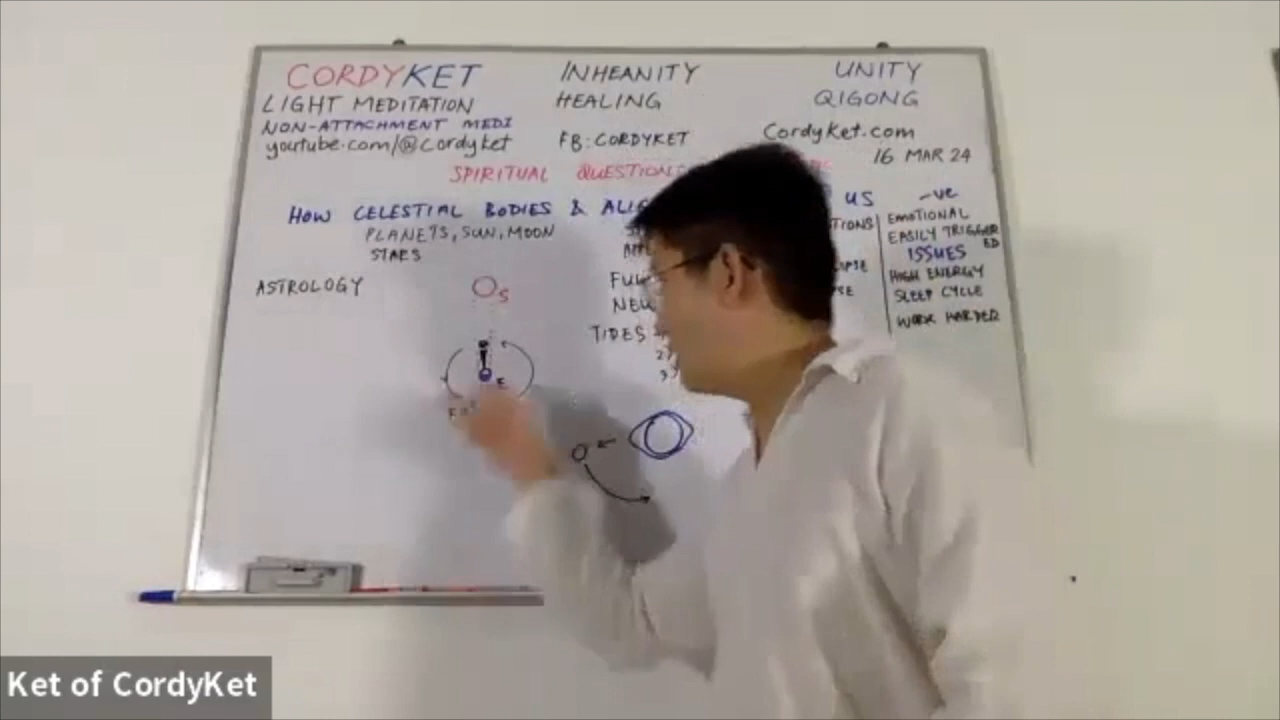 CORDYKET INHEANITY UNITY
LIGHT MEDITATION HEALING QIGONG
NON-ATTACHMENT MEDI
youtube.com/@cordyket FB: CORDYKET CordyKet.com
16 MAR 24
SPIRITUAL
HOW CELESTIAL BODIES & US -ve
PLANETS, SUN, MOON EMOTIONAL
STARS EASILY TRIGGERED
ISSUES
ASTROLOGY HIGH ENERGY
SLEEP CYCLE
S
TIDES WORK HARDER
E
Ket of CordyKet